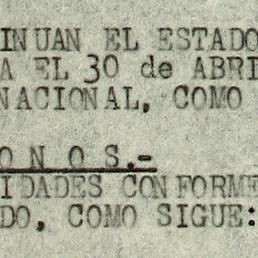 INUAN EL ESTADO
A EL 30 de ABRI
NACIONAL, COMO
O N O S.-
IDADES CONFORME
DO, COMO SIGUE: